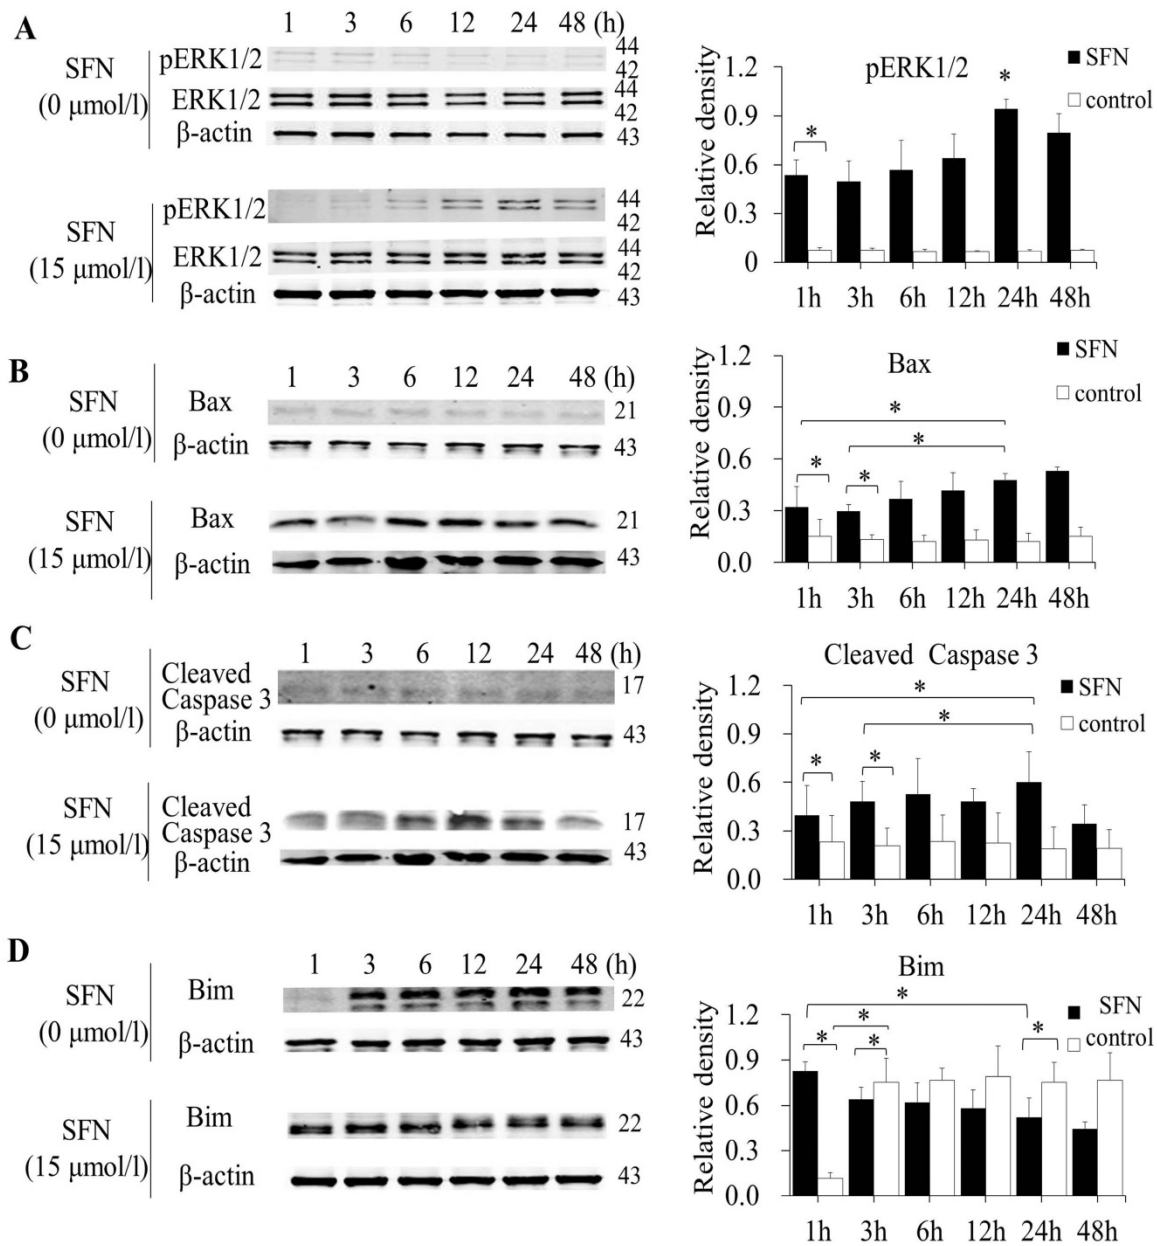 A
1 3 6 12 24 48 (h)
SFN
(0 μmol/l)
pERK1/2
44
42
ERK1/2
44
42
β-actin
43
SFN
(15 μmol/l)
pERK1/2
44
42
ERK1/2
44
42
β-actin
43
pERK1/2
SFN
control
Relative density
1.2
0.9
0.6
0.3
0
*
*
1h 3h 6h 12h 24h 48h
B
1 3 6 12 24 48 (h)
SFN
(0 μmol/l)
Bax
21
β-actin
43
SFN
(15 μmol/l)
Bax
21
β-actin
43
Bax
SFN
control
Relative density
1.2
0.9
0.6
0.3
0.0
*
*
* *
1h 3h 6h 12h 24h 48h
C
1 3 6 12 24 48 (h)
SFN
(0 μmol/l)
Cleaved
Caspase 3
17
β-actin
43
SFN
(15 μmol/l)
Cleaved
Caspase 3
17
β-actin
43
Cleaved Caspase 3
SFN
control
Relative density
1.2
0.9
0.6
0.3
0.0
*
*
* *
1h 3h 6h 12h 24h 48h
D
1 3 6 12 24 48 (h)
SFN
(0 μmol/l)
Bim
22
β-actin
43
SFN
(15 μmol/l)
Bim
22
β-actin
43
Bim
SFN
control
Relative density
1.2
0.9
0.6
0.3
0.0
*
*
* * *
1h 3h 6h 12h 24h 48h